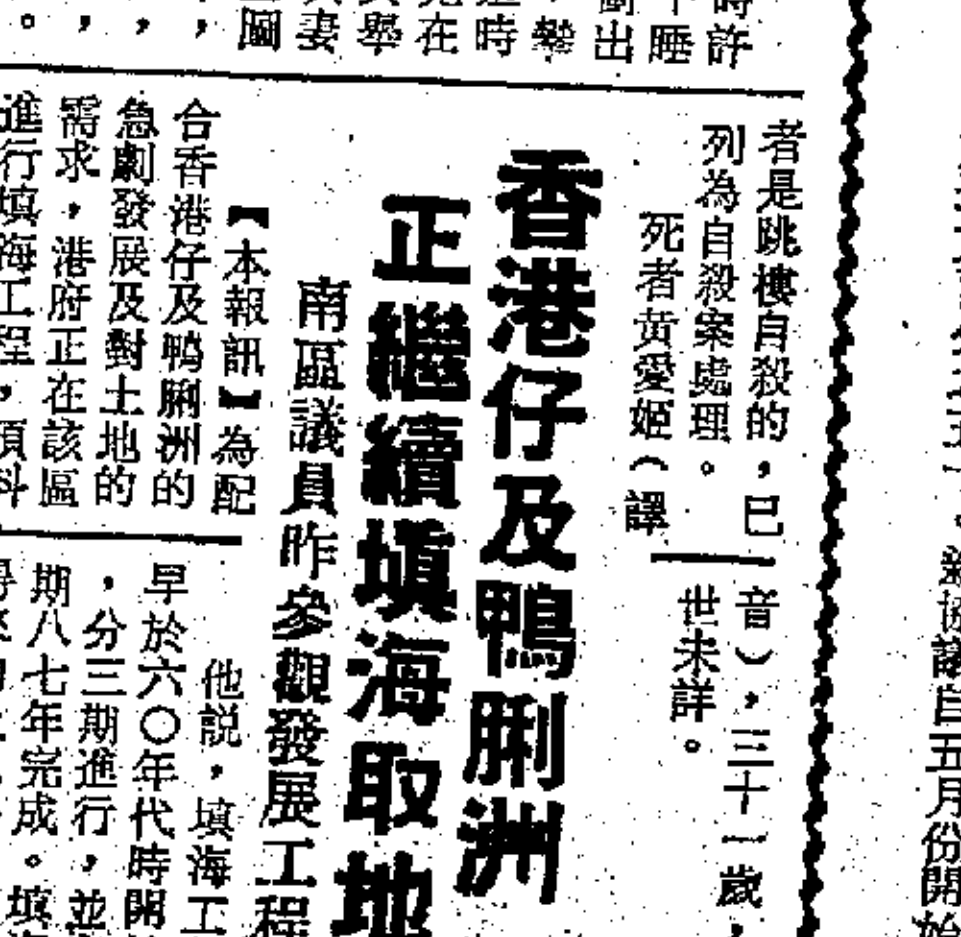 時許
睡
出
舉
時
在
舉
妻
圖
者是跳樓自殺的，已
列為自殺案處理。
死者黃愛姬（譯
音），三十一歲，
世未詳。
香港仔及鴨脷洲
正繼續塡海取地
南區議員昨參觀發展工程
【本報訊】為配
合香港仔及鴨脷洲的
急劇發展及對土地的
需求，港府正在該區
進行填海工程，預料
他説，填海工
早於六〇年代時開
，分三期進行，並
期八七年完成。填
協議自五月份開始